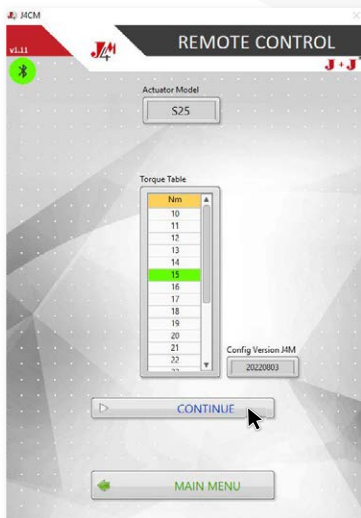 J4CM
v1.11
J4M
REMOTE CONTROL
J+J
Actuator Model
S25
Torque Table
Nm
10
11
12
13
14
15
16
17
18
19
20
21
22
Config Version J4M
20220803
CONTINUE
MAIN MENU